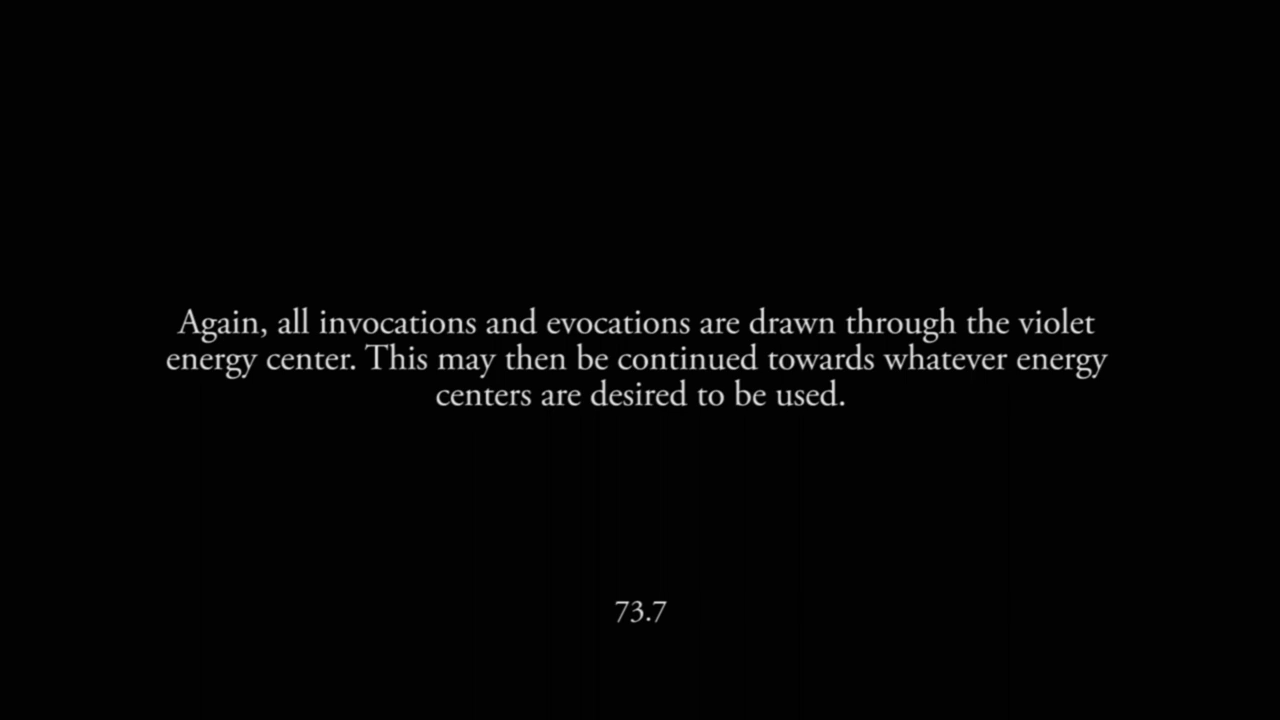 Again, all invocations and evocations are drawn through the violet
energy center. This may then be continued towards whatever energy
centers are desired to be used.
73.7